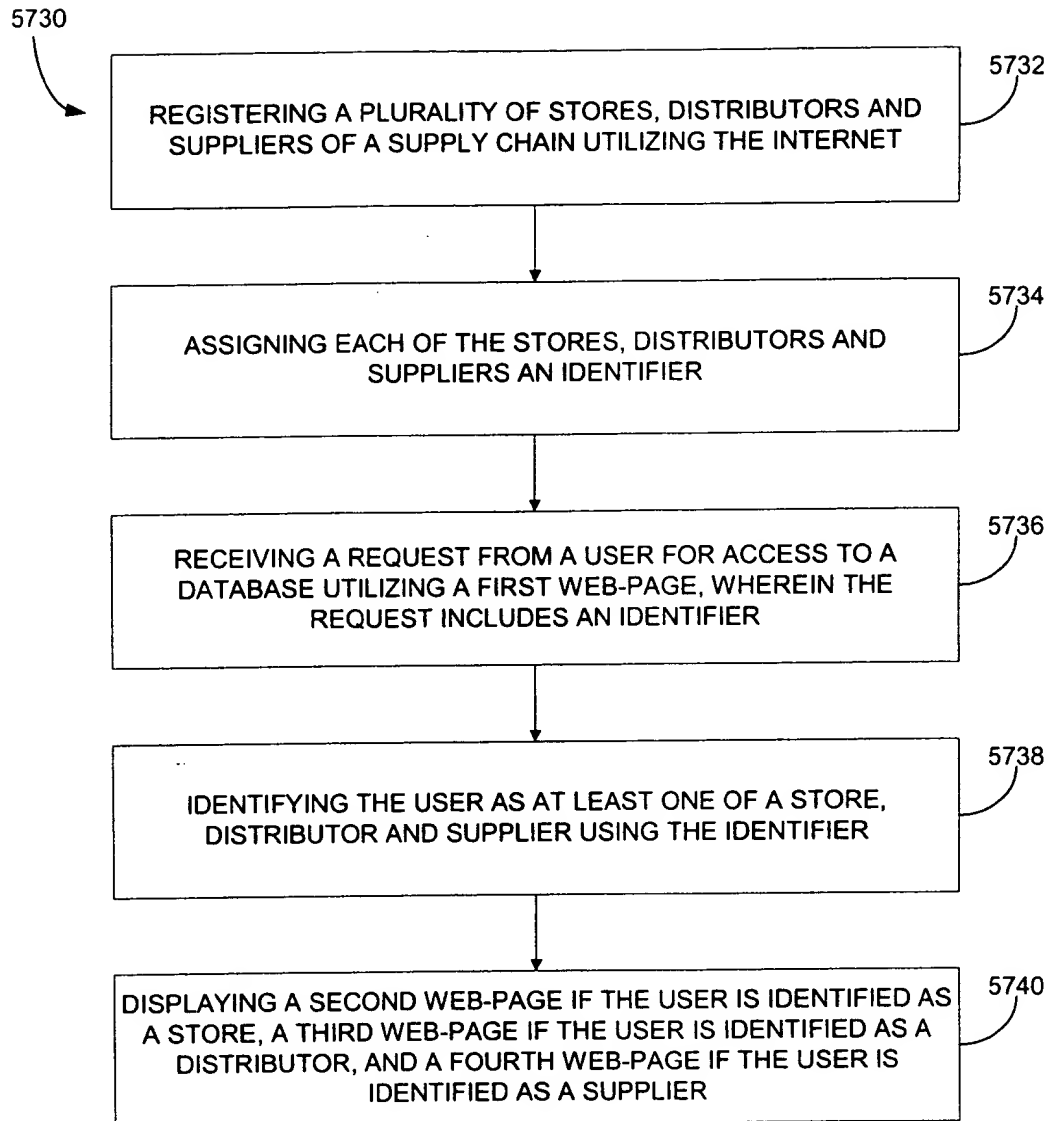 5730
5732
REGISTERING A PLURALITY OF STORES, DISTRIBUTORS AND
SUPPLIERS OF A SUPPLY CHAIN UTILIZING THE INTERNET
5734
ASSIGNING EACH OF THE STORES, DISTRIBUTORS AND
SUPPLIERS AN IDENTIFIER
5736
RECEIVING A REQUEST FROM A USER FOR ACCESS TO A
DATABASE UTILIZING A FIRST WEB-PAGE, WHEREIN THE
REQUEST INCLUDES AN IDENTIFIER
5738
IDENTIFYING THE USER AS AT LEAST ONE OF A STORE,
DISTRIBUTOR AND SUPPLIER USING THE IDENTIFIER
5740
DISPLAYING A SECOND WEB-PAGE IF THE USER IS IDENTIFIED AS
A STORE, A THIRD WEB-PAGE IF THE USER IS IDENTIFIED AS A
DISTRIBUTOR, AND A FOURTH WEB-PAGE IF THE USER IS
IDENTIFIED AS A SUPPLIER